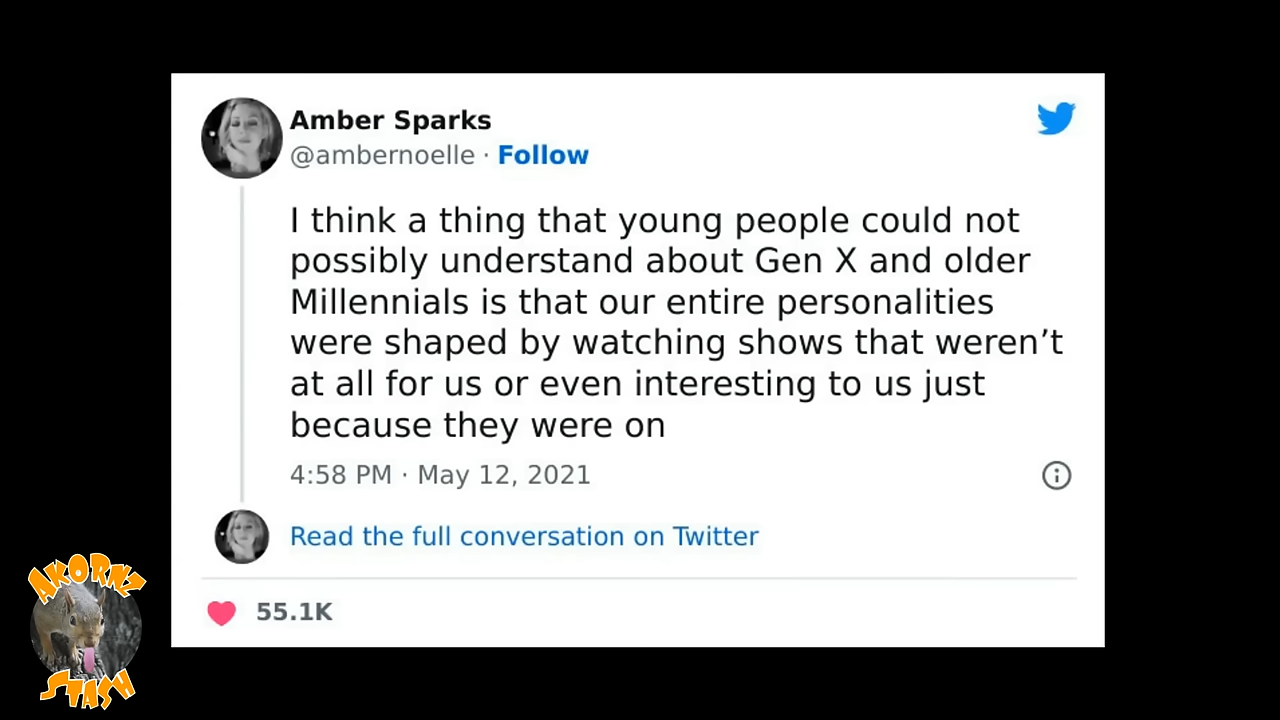 Amber Sparks
@ambernoelle · Follow
I think a thing that young people could not
possibly understand about Gen X and older
Millennials is that our entire personalities
were shaped by watching shows that weren’t
at all for us or even interesting to us just
because they were on
4:58 PM · May 12, 2021
Read the full conversation on Twitter
55.1K
AKORNZ
STASH